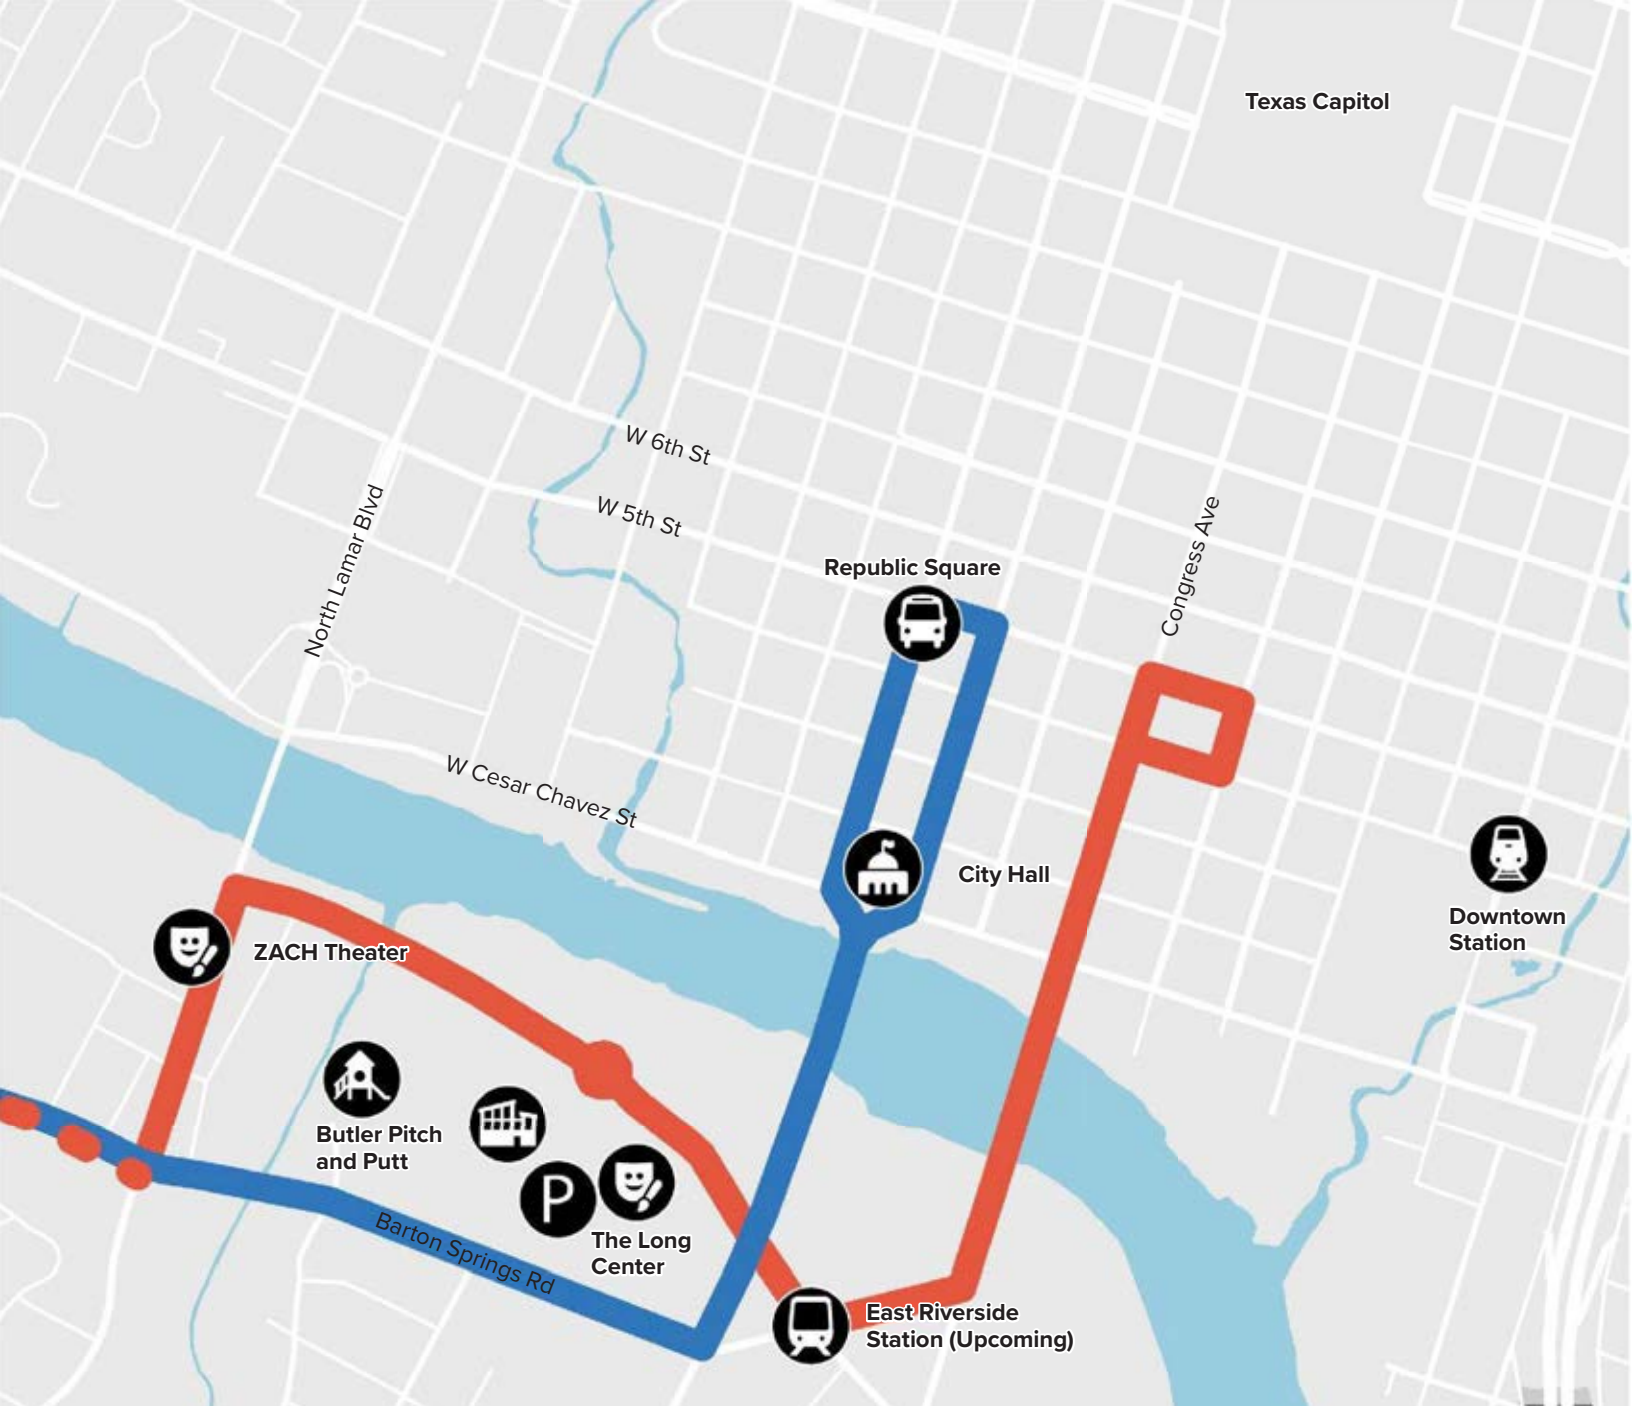 Texas Capitol
W 6th St
W 5th St
North Lamar Blvd
Congress Ave
Republic Square
W Cesar Chavez St
City Hall
Downtown
Station
ZACH Theater
Butler Pitch
and Putt
P
The Long
Center
Barton Springs Rd
East Riverside
Station (Upcoming)